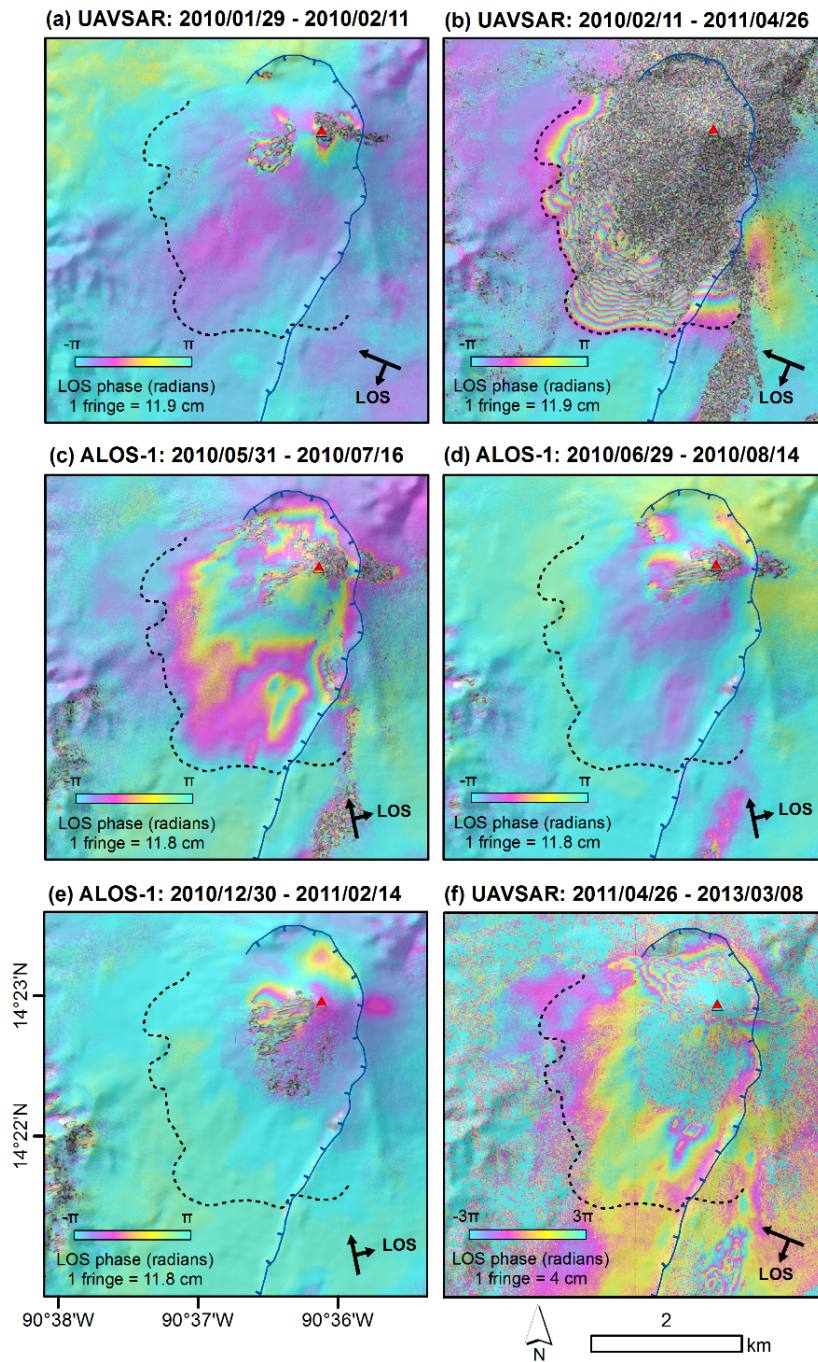 (a) UAVSAR: 2010/01/29 - 2010/02/11
(b) UAVSAR: 2010/02/11 - 2011/04/26
-π π
LOS phase (radians)
1 fringe = 11.9 cm
LOS
-π π
LOS phase (radians)
1 fringe = 11.9 cm
LOS
(c) ALOS-1: 2010/05/31 - 2010/07/16
(d) ALOS-1: 2010/06/29 - 2010/08/14
-π π
LOS phase (radians)
1 fringe = 11.8 cm
LOS
-π π
LOS phase (radians)
1 fringe = 11.8 cm
LOS
(e) ALOS-1: 2010/12/30 - 2011/02/14
(f) UAVSAR: 2011/04/26 - 2013/03/08
14°23'N
14°22'N
-π π
LOS phase (radians)
1 fringe = 11.8 cm
LOS
-3π 3π
LOS phase (radians)
1 fringe = 4 cm
LOS
90°38'W 90°37'W 90°36'W
N
2
km